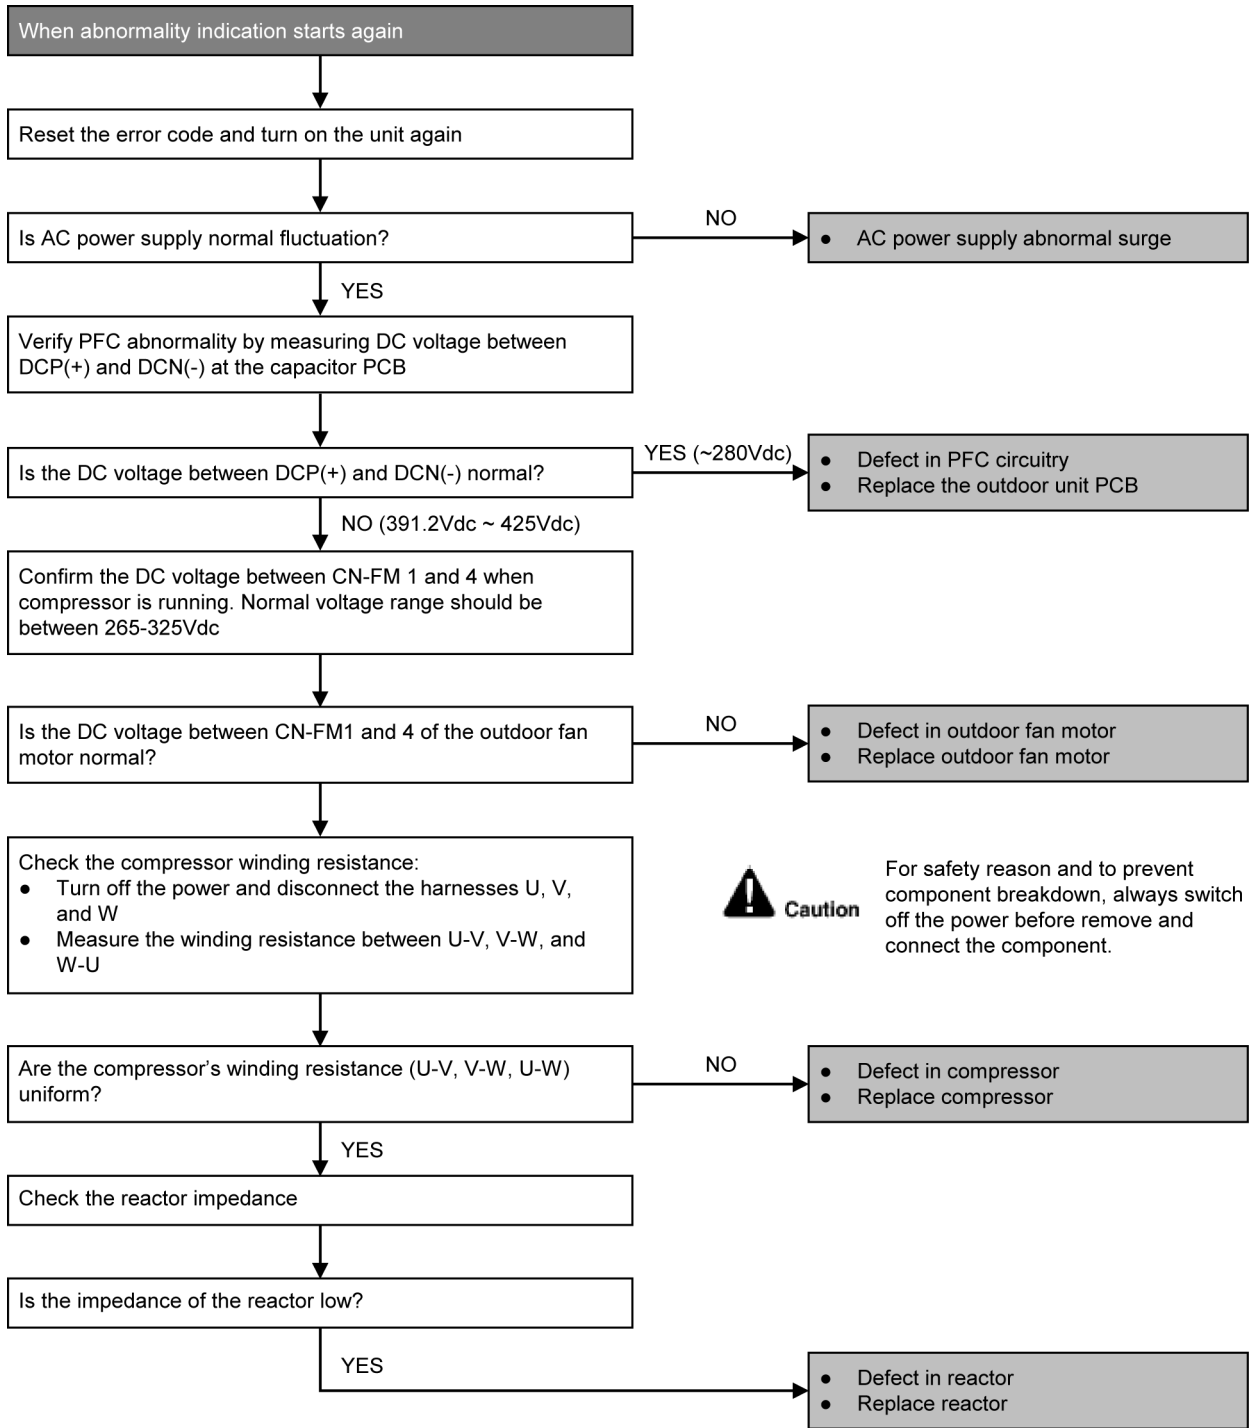 When abnormality indication starts again
Reset the error code and turn on the unit again
Is AC power supply normal fluctuation?
NO
● AC power supply abnormal surge
YES
Verify PFC abnormality by measuring DC voltage between
DCP(+) and DCN(-) at the capacitor PCB
Is the DC voltage between DCP(+) and DCN(-) normal?
YES (~280Vdc)
● Defect in PFC circuitry
● Replace the outdoor unit PCB
NO (391.2Vdc ~ 425Vdc)
Confirm the DC voltage between CN-FM 1 and 4 when
compressor is running. Normal voltage range should be
between 265-325Vdc
Is the DC voltage between CN-FM1 and 4 of the outdoor fan
motor normal?
NO
● Defect in outdoor fan motor
● Replace outdoor fan motor
Check the compressor winding resistance:
● Turn off the power and disconnect the harnesses U, V,
and W
● Measure the winding resistance between U-V, V-W, and
W-U
Caution
For safety reason and to prevent
component breakdown, always switch
off the power before remove and
connect the component.
Are the compressor’s winding resistance (U-V, V-W, U-W)
uniform?
NO
● Defect in compressor
● Replace compressor
YES
Check the reactor impedance
Is the impedance of the reactor low?
YES
● Defect in reactor
● Replace reactor